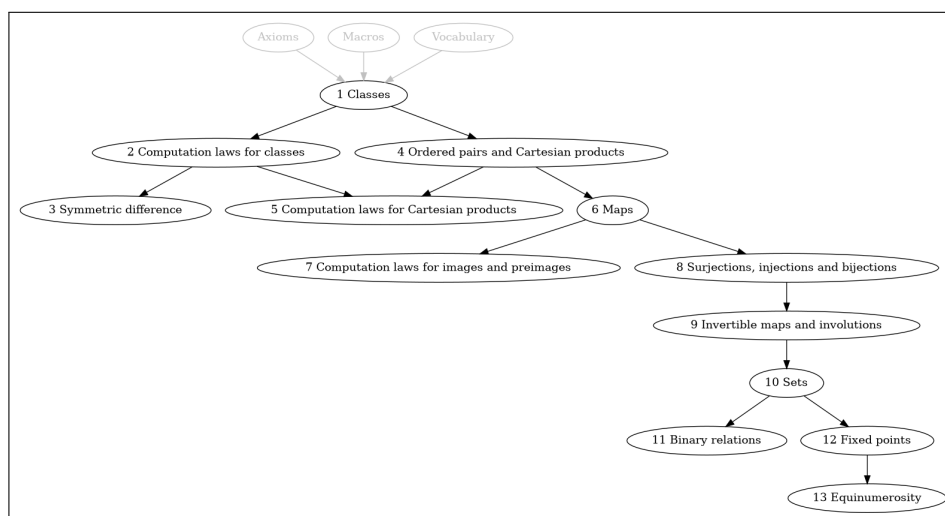 Axioms
Macros
Vocabulary
1 Classes
2 Computation laws for classes
4 Ordered pairs and Cartesian products
3 Symmetric difference
5 Computation laws for Cartesian products
6 Maps
7 Computation laws for images and preimages
8 Surjections, injections and bijections
9 Invertible maps and involutions
10 Sets
11 Binary relations
12 Fixed points
13 Equinumerosity